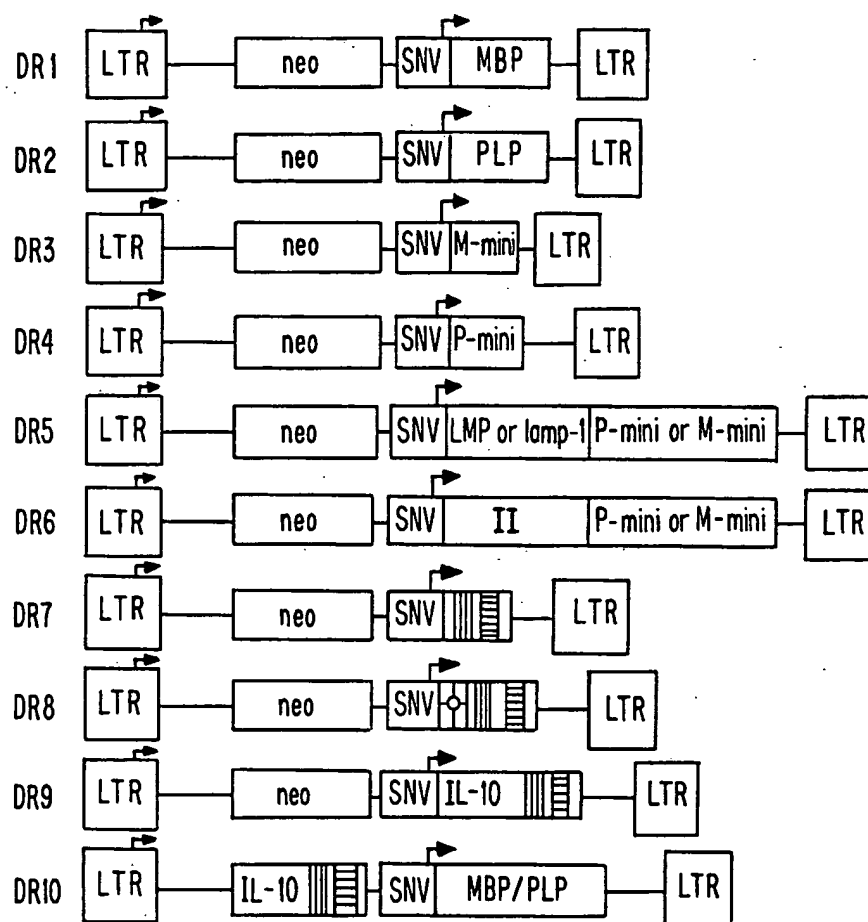 DR1 LTR neo SNV MBP LTR
DR2 LTR neo SNV PLP LTR
DR3 LTR neo SNV M-mini LTR
DR4 LTR neo SNV P-mini LTR
DR5 LTR neo SNV LMP or lamp-1 P-mini or M-mini LTR
DR6 LTR neo SNV II P-mini or M-mini LTR
DR7 LTR neo SNV LTR
DR8 LTR neo SNV LTR
DR9 LTR neo SNV IL-10 LTR
DR10 LTR IL-10 SNV MBP/PLP LTR